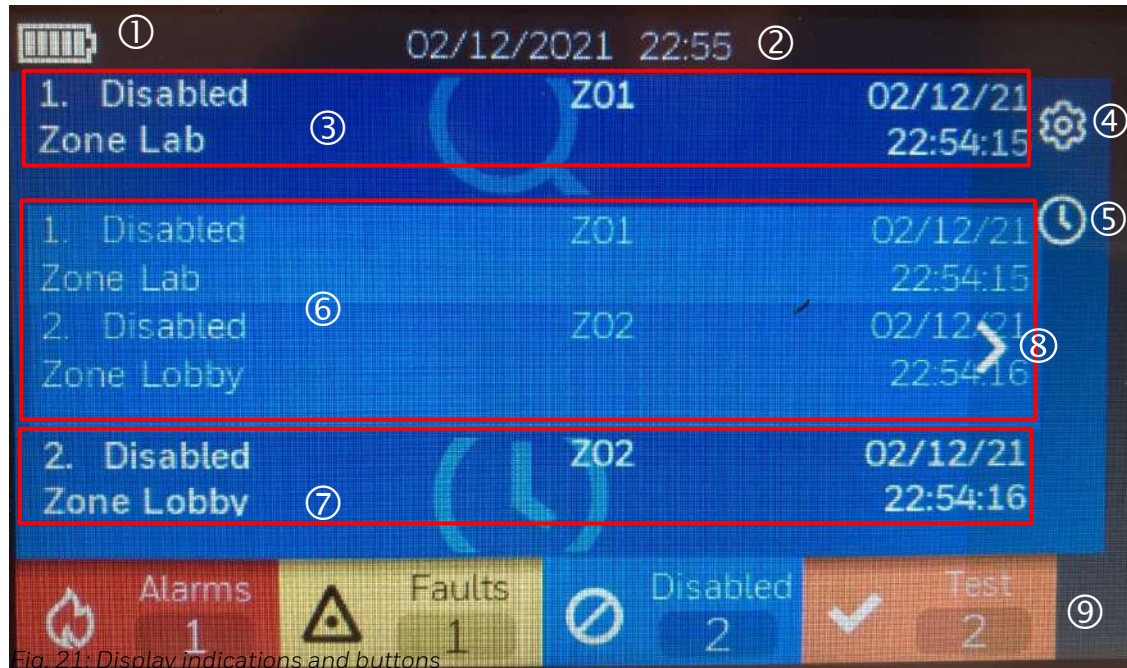 ①
02/12/2021 22:55 ②
1. Disabled Z01 02/12/21
Zone Lab ③ 22:54:15 ④
⑤
1. Disabled Z01 02/12/21
Zone Lab 22:54:15
⑥
2. Disabled Z02 02/12/21
Zone Lobby 22:54:16 ⑧
2. Disabled Z02 02/12/21
Zone Lobby ⑦ 22:54:16
Alarms Faults Disabled Test ⑨
1 1 2 2
Fig. 21: Display indications and buttons